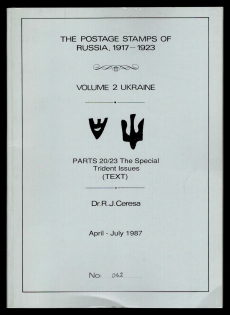 THE POSTAGE STAMPS OF
RUSSIA, 1917-1923
VOLUME 2 UKRAINE
PARTS 20/23 The Special
Trident Issues
(TEXT)
Dr.R.J.Ceresa
April - July 1987
No: 042